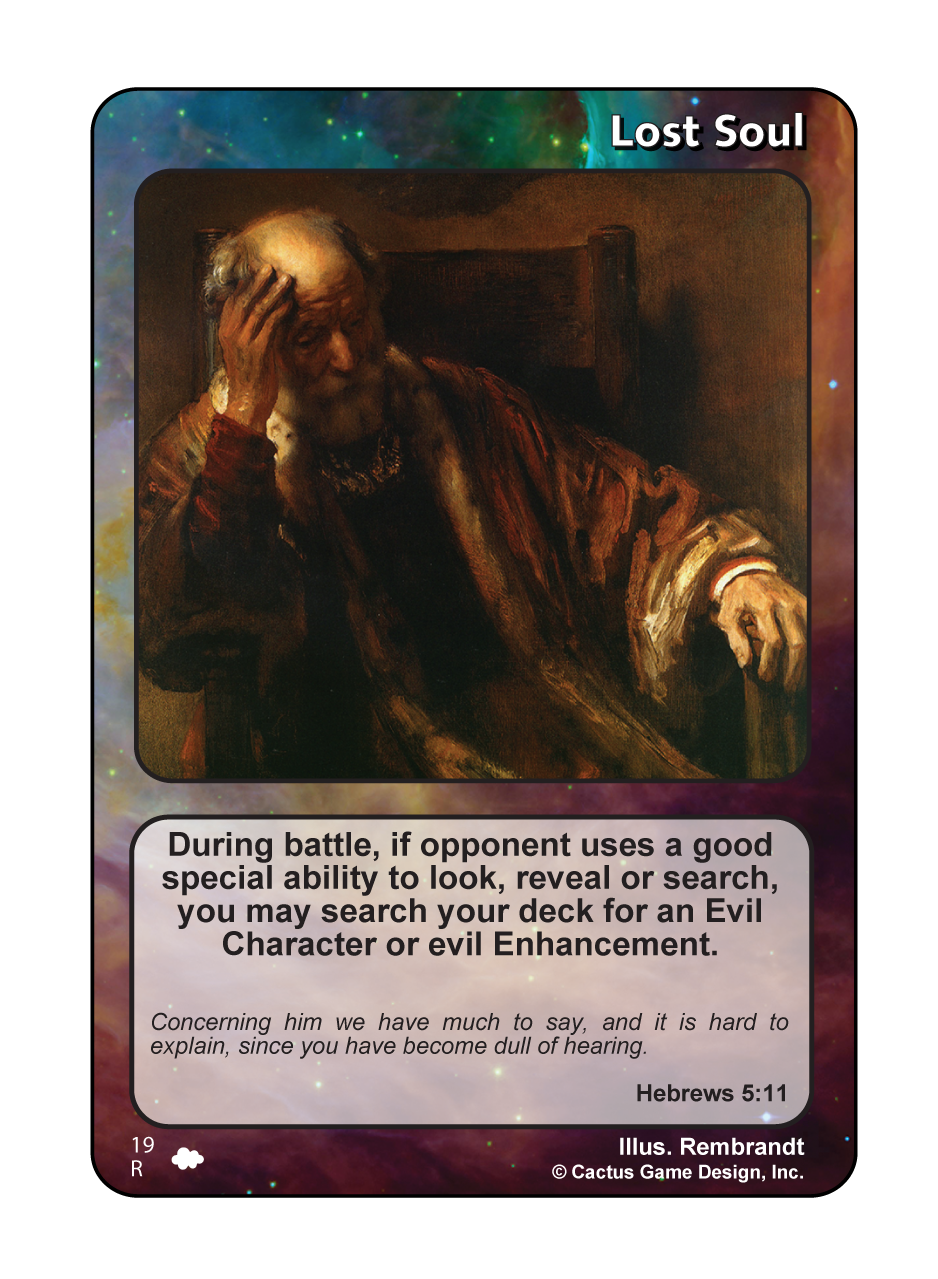 Lost Soul
During battle, if opponent uses a good
special ability to look, reveal or search,
you may search your deck for an Evil
Character or evil Enhancement.
Concerning him we have much to say, and it is hard to
explain, since you have become dull of hearing.
Hebrews 5:11
19
R
Illus. Rembrandt
© Cactus Game Design, Inc.